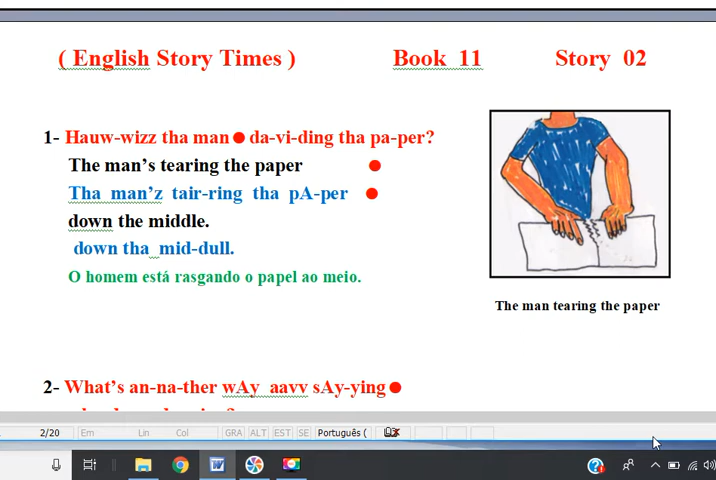 ( English Story Times ) Book 11 Story 02
1- Hauw-wizz tha man ● da-vi-ding tha pa-per?
The man's tearing the paper ●
Tha man'z tair-ring tha pA-per ●
down the middle.
down tha mid-dull.
O homem está rasgando o papel ao meio.
The man tearing the paper
2- What's an-na-ther wAy aavv sAy-ying ●
2/20 Em Lin Col GRA ALT EST SE Português (